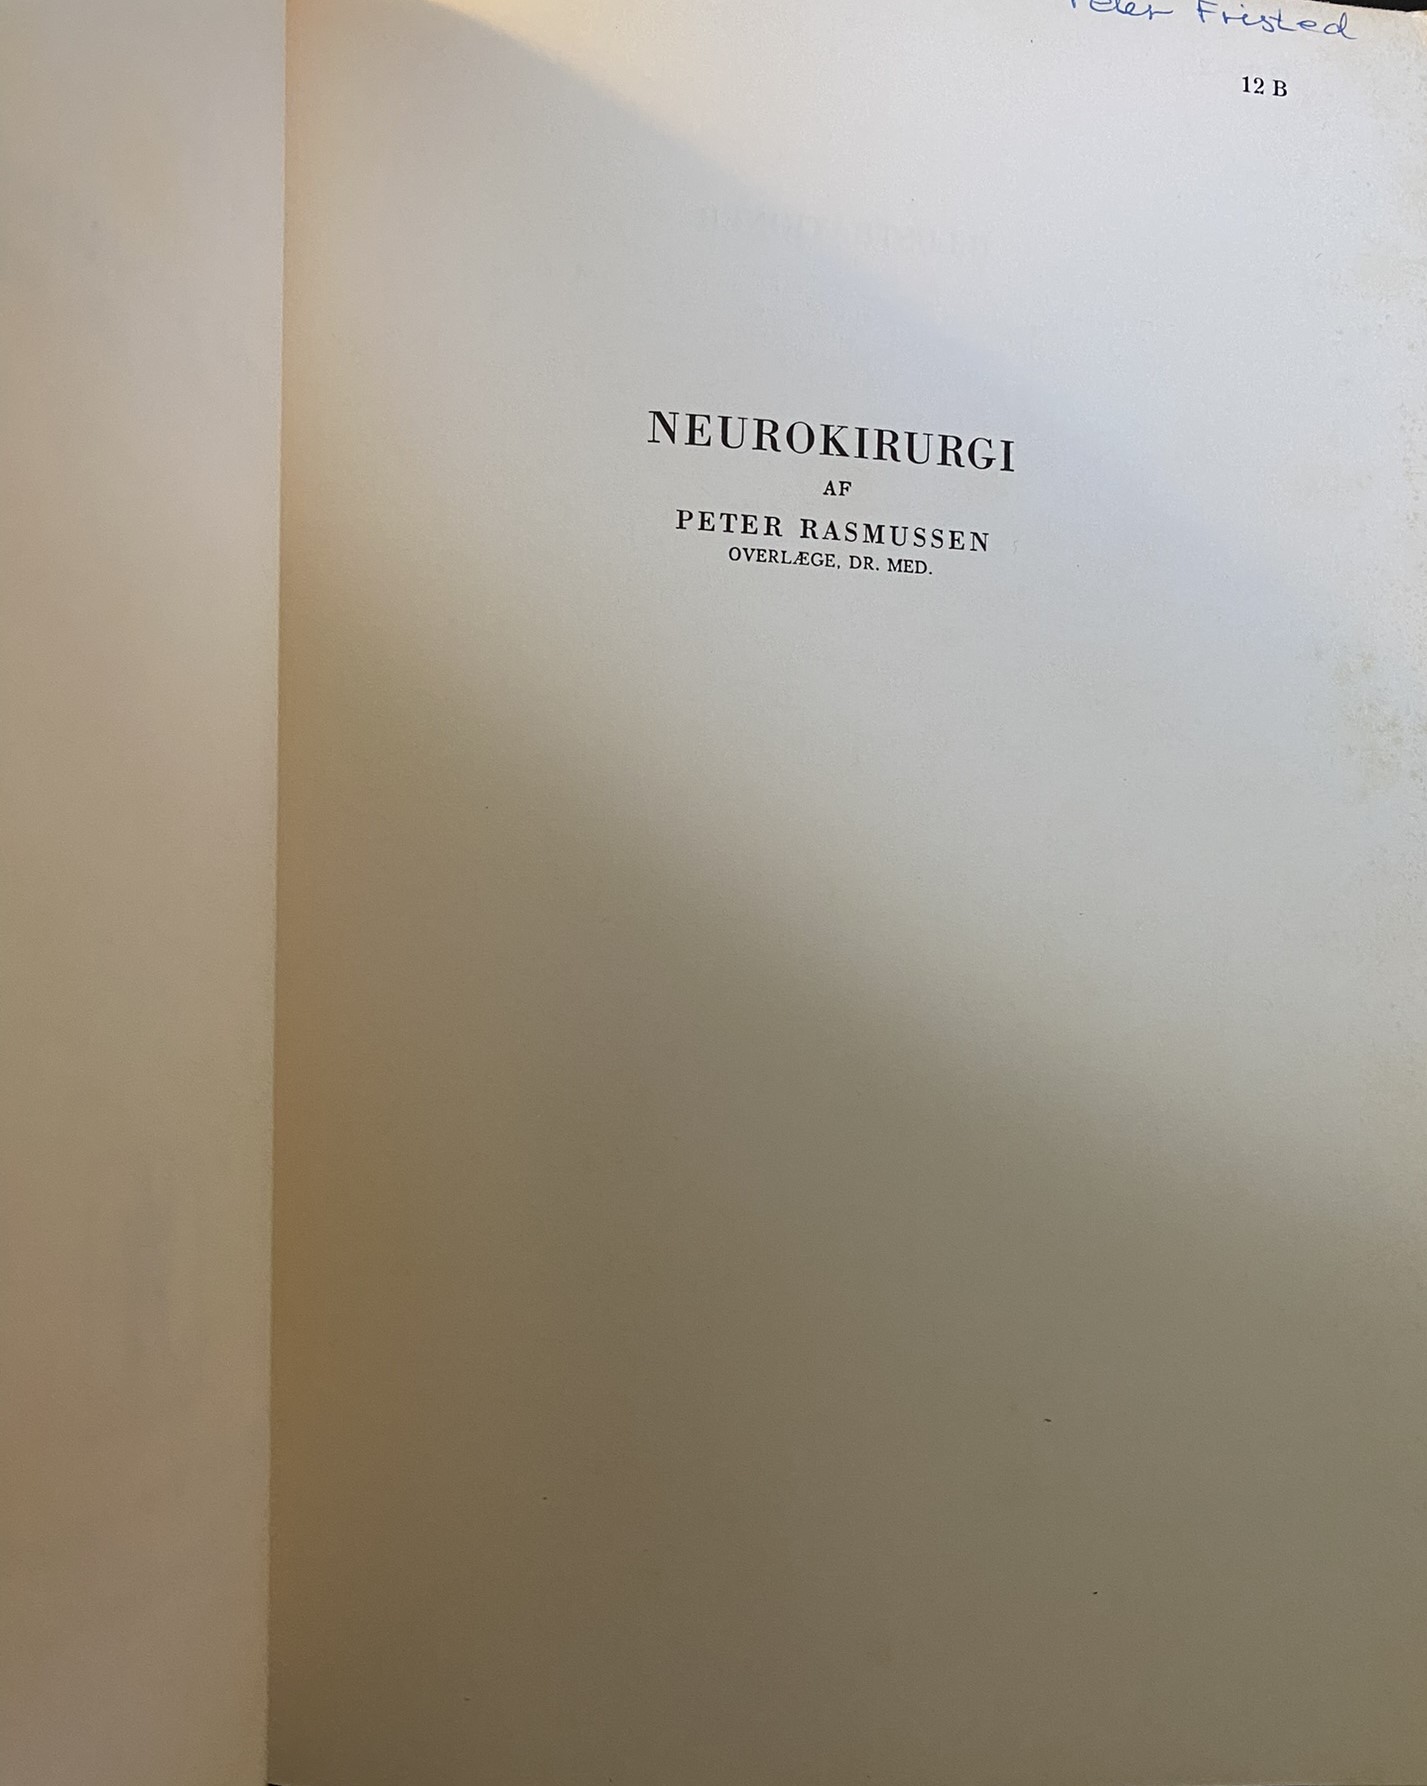 Peter Fristed
12 B
NEUROKIRURGI
AF
PETER RASMUSSEN
OVERLÆGE, DR. MED.